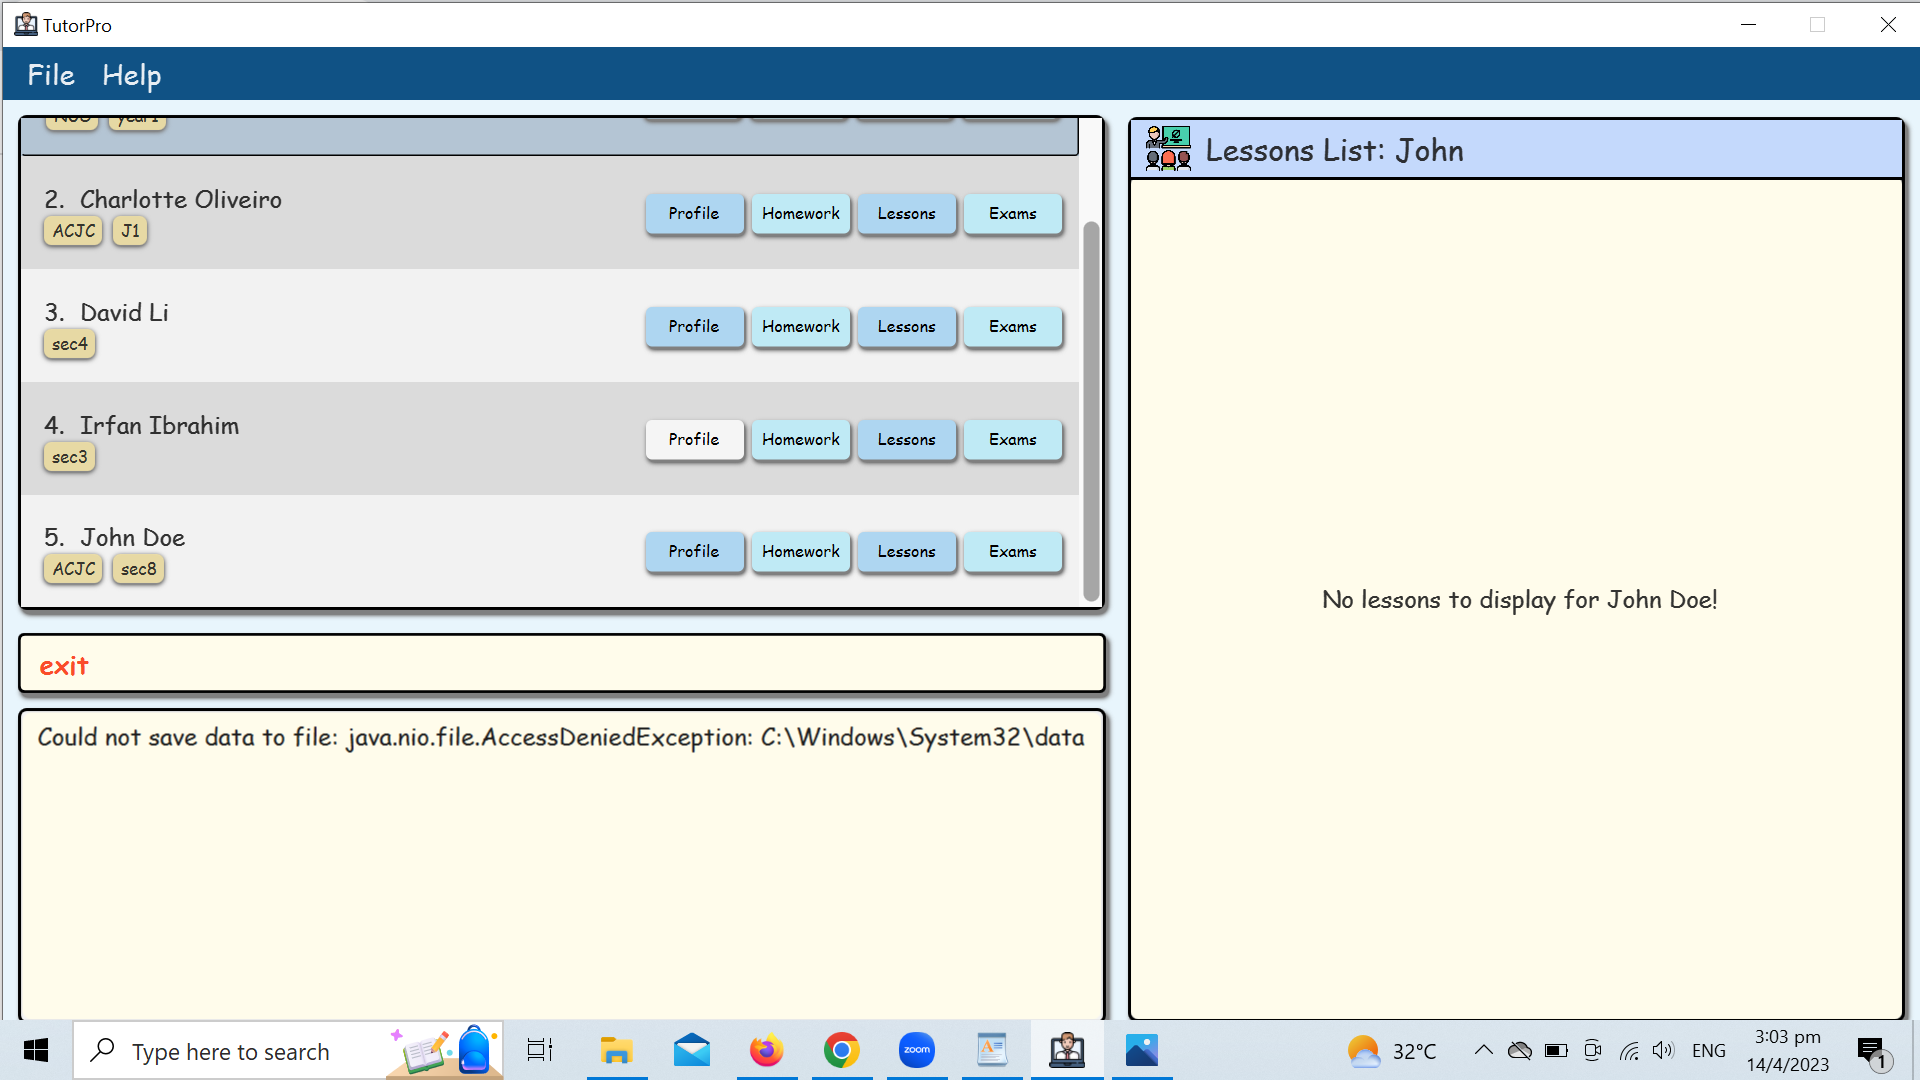 TutorPro
File Help
2. Charlotte Oliveiro
ACJC J1
Profile Homework Lessons Exams
3. David Li
sec4
Profile Homework Lessons Exams
4. Irfan Ibrahim
sec3
Profile Homework Lessons Exams
5. John Doe
ACJC sec8
Profile Homework Lessons Exams
exit
Could not save data to file: java.nio.file.AccessDeniedException: C:\Windows\System32\data
Lessons List: John
No lessons to display for John Doe!
Type here to search
zoom
32°C
ENG
3:03 pm
14/4/2023
1